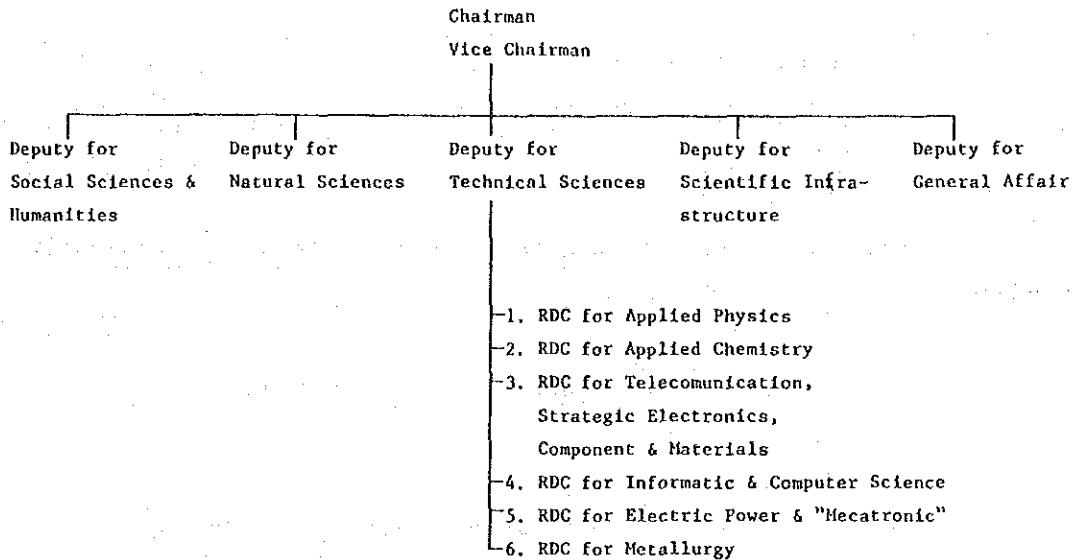 Chairman
Vice Chairman
Deputy for
Social Sciences &
Humanities
Deputy for
Natural Sciences
Deputy for
Technical Sciences
Deputy for
Scientific Infra-
structure
Deputy for
General Affair
1. RDC for Applied Physics
2. RDC for Applied Chemistry
3. RDC for Telecomunication,
Strategic Electronics,
Component & Materials
4. RDC for Informatic & Computer Science
5. RDC for Electric Power & "Mecatronic"
6. RDC for Metallurgy